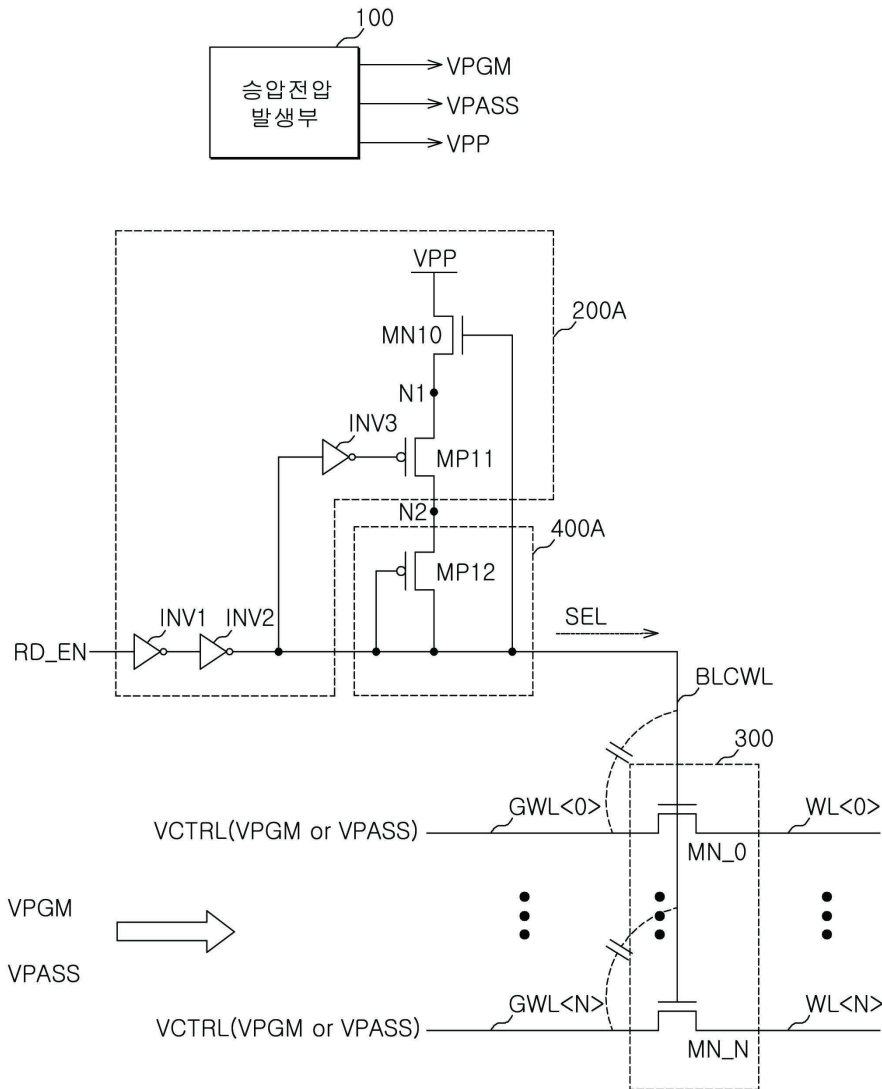 100
승압전압
발생부
VPGM
VPASS
VPP
VPP
200A
MN10
N1
INV3
MP11
N2
400A
MP12
INV1
INV2
SEL
RD_EN
BLCWL
300
GWL<0>
WL<0>
VCTRL(VPGM or VPASS)
MN_0
VPGM
VPASS
GWL<N>
WL<N>
VCTRL(VPGM or VPASS)
MN_N